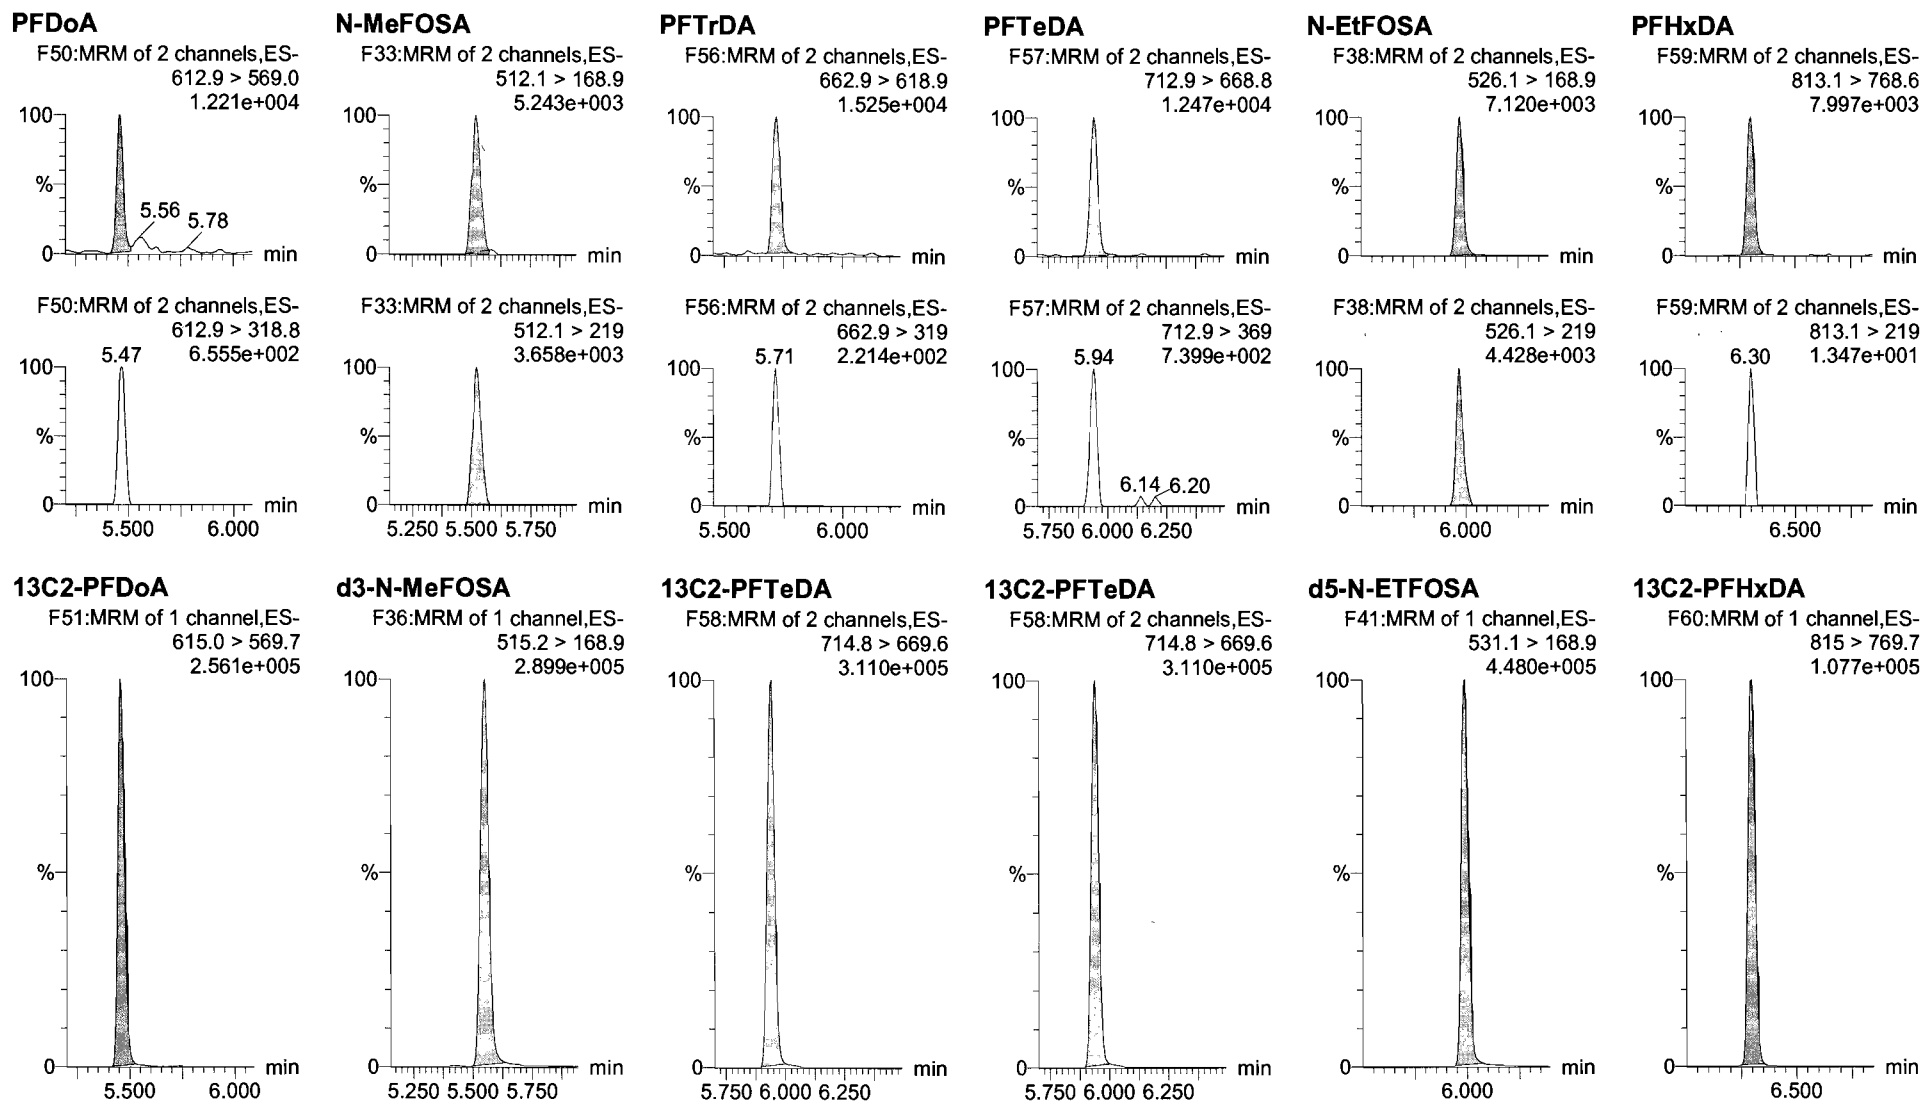 PFDoA
F50:MRM of 2 channels,ES-
612.9 > 569.0
1.221e+004
100
%
5.56
5.78
0
min
F50:MRM of 2 channels,ES-
612.9 > 318.8
6.555e+002
100
5.47
%
0
min
5.500 6.000
N-MeFOSA
F33:MRM of 2 channels,ES-
512.1 > 168.9
5.243e+003
100
%
0
min
F33:MRM of 2 channels,ES-
512.1 > 219
3.658e+003
100
%
0
min
5.250 5.500 5.750
PFTrDA
F56:MRM of 2 channels,ES-
662.9 > 618.9
1.525e+004
100
%
0
min
F56:MRM of 2 channels,ES-
662.9 > 319
2.214e+002
100
5.71
%
0
min
5.500 6.000
PFTeDA
F57:MRM of 2 channels,ES-
712.9 > 668.8
1.247e+004
100
%
0
min
F57:MRM of 2 channels,ES-
712.9 > 369
7.399e+002
100
5.94
%
6.14
6.20
0
min
5.750 6.000 6.250
N-EtFOSA
F38:MRM of 2 channels,ES-
526.1 > 168.9
7.120e+003
100
%
0
min
F38:MRM of 2 channels,ES-
526.1 > 219
4.428e+003
100
%
0
min
6.000
PFHxDA
F59:MRM of 2 channels,ES-
813.1 > 768.6
7.997e+003
100
%
0
min
F59:MRM of 2 channels,ES-
813.1 > 219
1.347e+001
100
6.30
%
0
min
6.500
13C2-PFDoA
F51:MRM of 1 channel,ES-
615.0 > 569.7
2.561e+005
100
%
0
min
5.500 6.000
d3-N-MeFOSA
F36:MRM of 1 channel,ES-
515.2 > 168.9
2.899e+005
100
%
0
min
5.250 5.500 5.750
13C2-PFTeDA
F58:MRM of 2 channels,ES-
714.8 > 669.6
3.110e+005
100
%
0
min
5.750 6.000 6.250
13C2-PFTeDA
F58:MRM of 2 channels,ES-
714.8 > 669.6
3.110e+005
100
%
0
min
5.750 6.000 6.250
d5-N-ETFOSA
F41:MRM of 1 channel,ES-
531.1 > 168.9
4.480e+005
100
%
0
min
6.000
13C2-PFHxDA
F60:MRM of 1 channel,ES-
815 > 769.7
1.077e+005
100
%
0
min
6.500